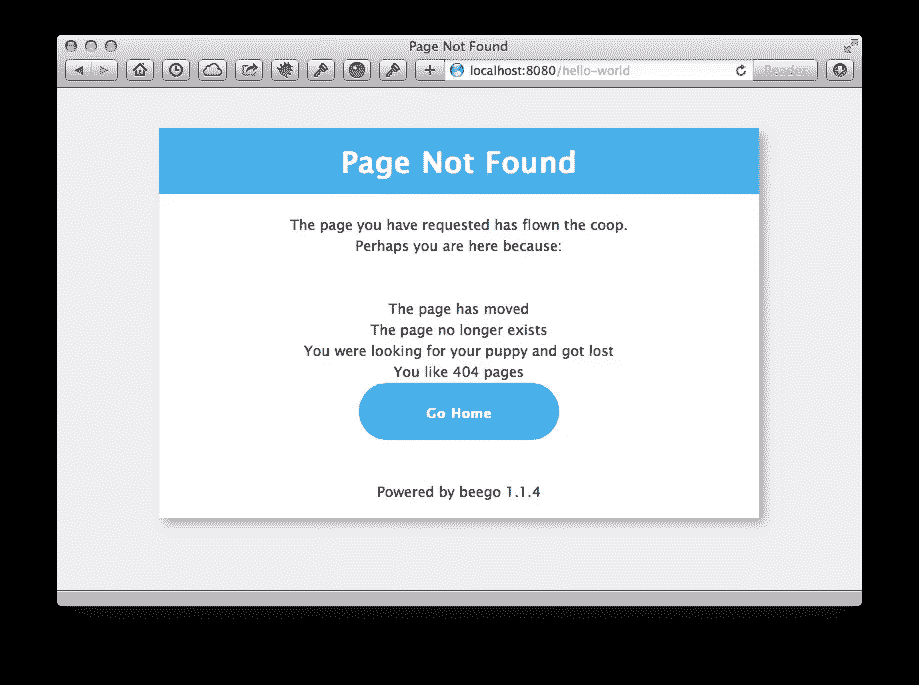 Page Not Found
localhost:8080/hello-world
Reader
Page Not Found
The page you have requested has flown the coop.
Perhaps you are here because:
The page has moved
The page no longer exists
You were looking for your puppy and got lost
You like 404 pages
Go Home
Powered by beego 1.1.4